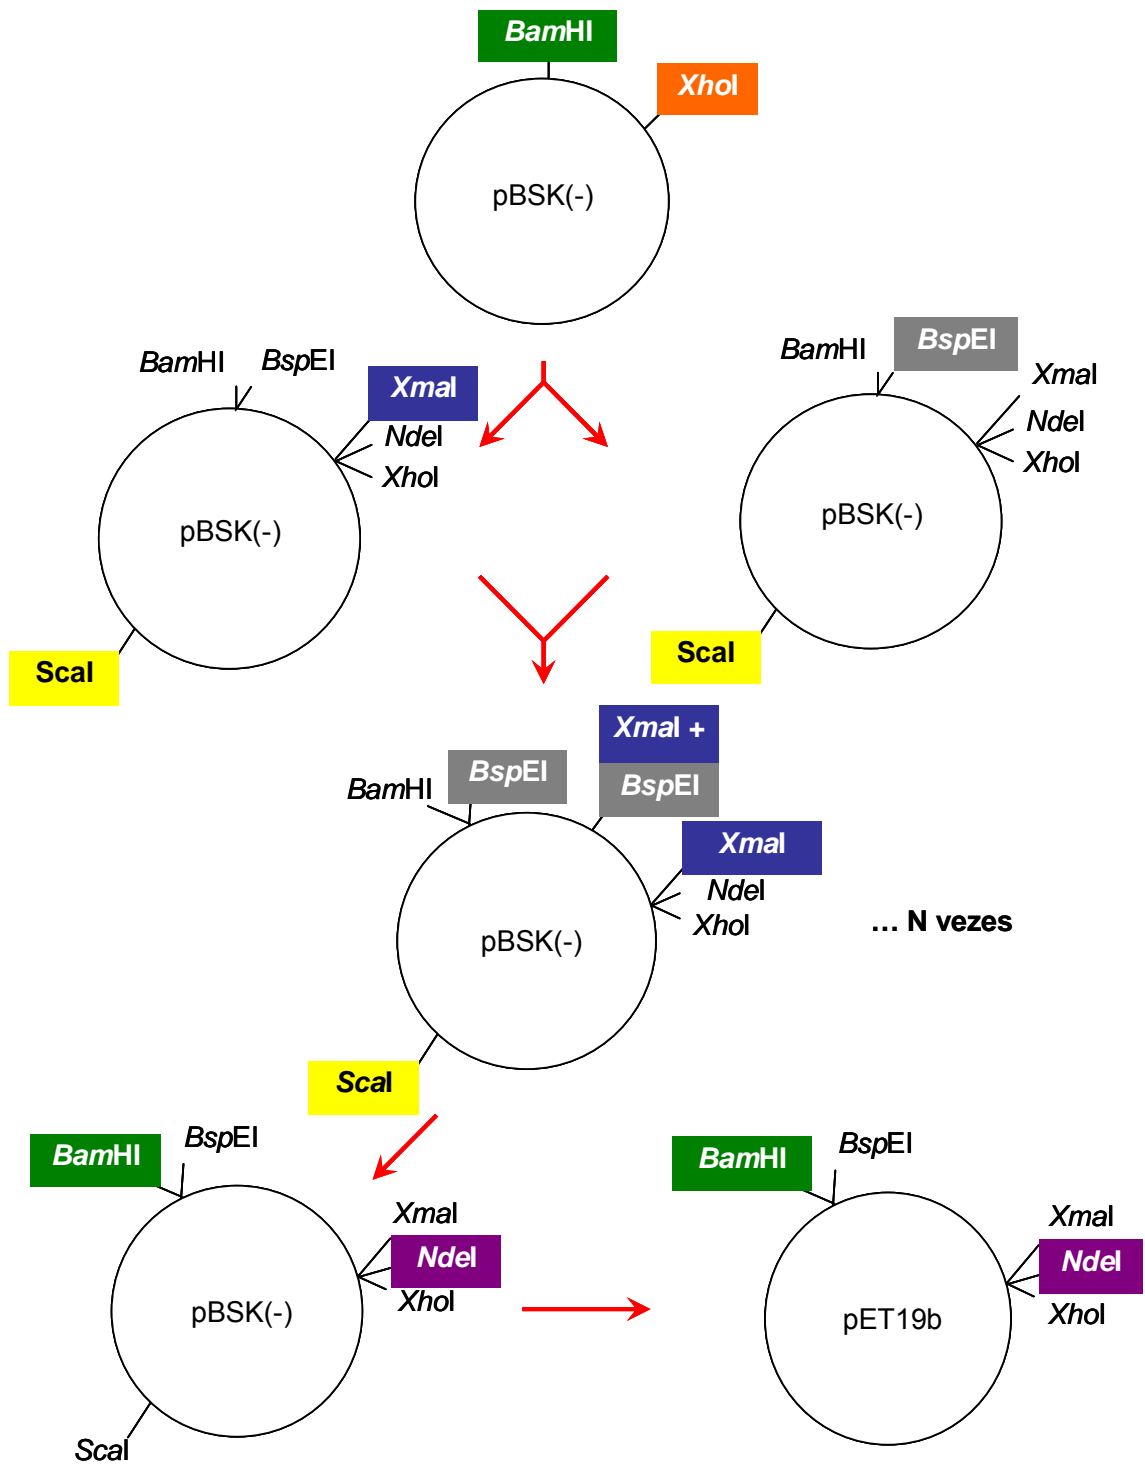 BamHI
XhoI
pBSK(-)
BamHI
BspEI
XmaI
NdeI
XhoI
pBSK(-)
ScaI
BamHI
BspEI
XmaI
NdeI
XhoI
pBSK(-)
ScaI
XmaI +
BspEI
BamHI
BspEI
XmaI
NdeI
XhoI
... N vezes
pBSK(-)
ScaI
BamHI
BspEI
XmaI
NdeI
XhoI
pBSK(-)
ScaI
BamHI
BspEI
XmaI
NdeI
XhoI
pET19b